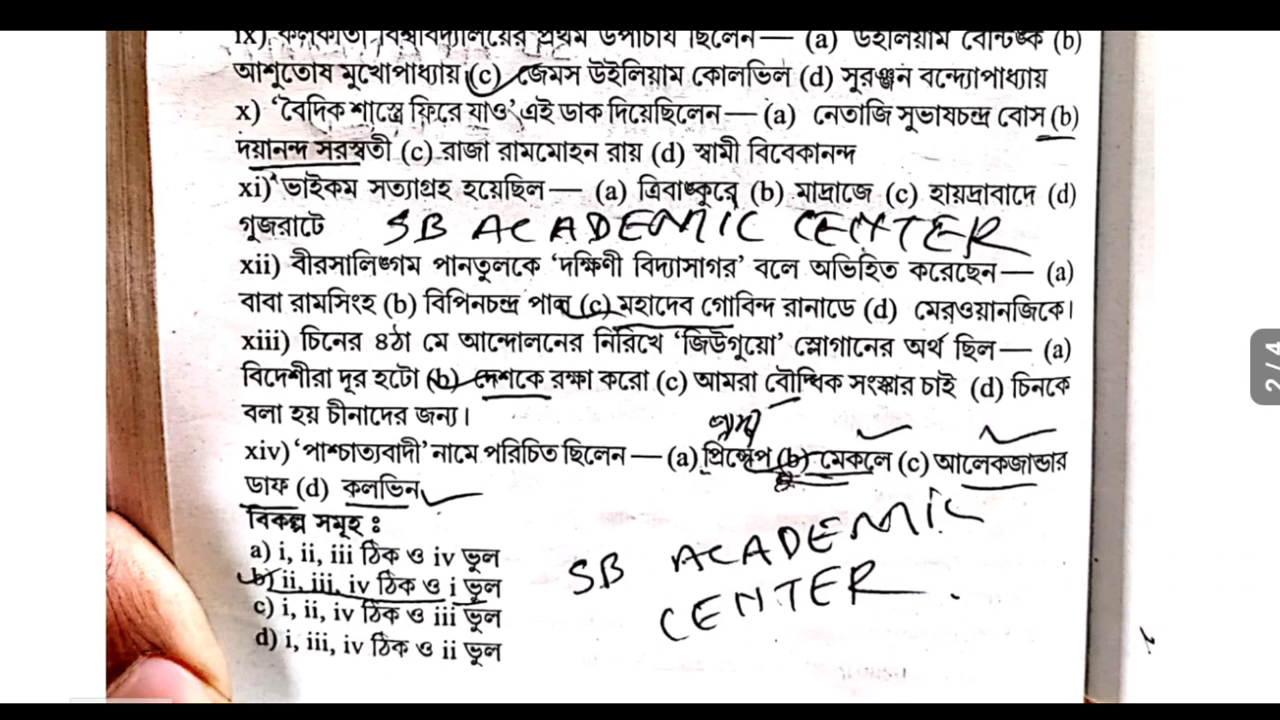 ix) কলকাতা বিশ্ববিদ্যালয়ের প্রথম উপাচার্য ছিলেন— (a) উইলিয়াম বেন্টিঙ্ক (b)
আশুতোষ মুখোপাধ্যায় (c) জেমস উইলিয়াম কোলভিল (d) সুরঞ্জন বন্দ্যোপাধ্যায়
x) ‘বৈদিক শাস্ত্রে ফিরে যাও’ এই ডাক দিয়েছিলেন— (a) নেতাজি সুভাষচন্দ্র বোস (b)
দয়ানন্দ সরস্বতী (c) রাজা রামমোহন রায় (d) স্বামী বিবেকানন্দ
xi) ভাইকম সত্যাগ্রহ হয়েছিল— (a) ত্রিবাঙ্কুরে (b) মাদ্রাজে (c) হায়দ্রাবাদে (d)
গুজরাটে SB ACADEMIC CENTER
xii) বীরসালিঙ্গম পানতুলকে ‘দক্ষিণী বিদ্যাসাগর’ বলে অভিহিত করেছেন— (a)
বাবা রামসিংহ (b) বিপিনচন্দ্র পাল (c) মহাদেব গোবিন্দ রানাডে (d) মেরওয়ানজিকে।
xiii) চিনের ৪ঠা মে আন্দোলনের নিরিখে ‘জিউগুয়ো’ স্লোগানের অর্থ ছিল— (a)
বিদেশীরা দূর হটো (b) দেশকে রক্ষা করো (c) আমরা বৌদ্ধিক সংস্কার চাই (d) চিনকে
বলা হয় চীনাদের জন্য।
xiv) ‘পাশ্চাত্যবাদী’ নামে পরিচিত ছিলেন— (a) প্রিন্সেপ (b) মেকলে (c) আলেকজান্ডার
ডাফ (d) কলভিন
বিকল্প সমূহ ঃ
a) i, ii, iii ঠিক ও iv ভুল
b) ii, iii, iv ঠিক ও i ভুল
c) i, ii, iv ঠিক ও iii ভুল
d) i, iii, iv ঠিক ও ii ভুল
SB ACADEMIC
CENTER.
2/4